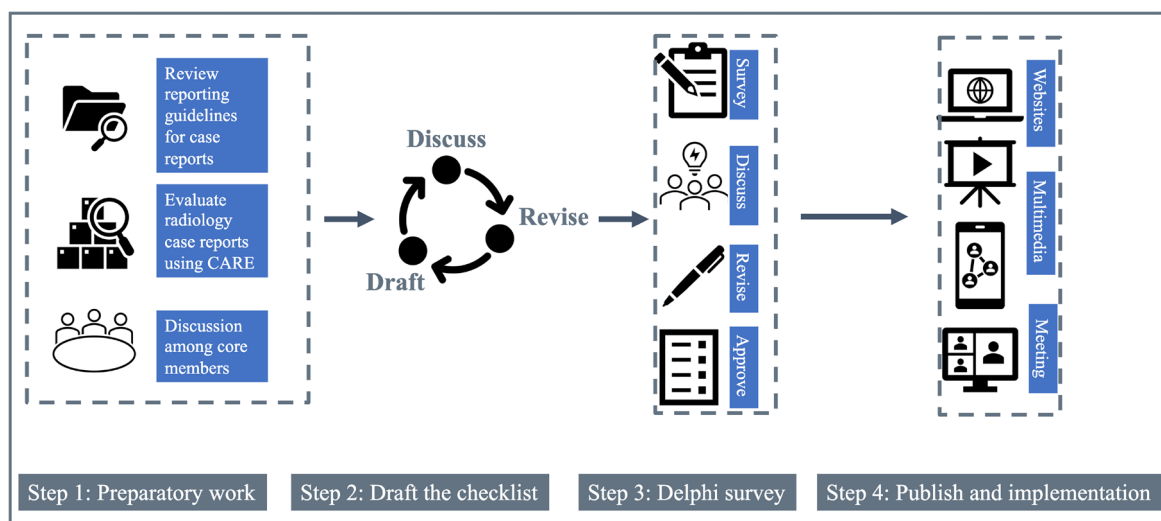 Review
reporting
guidelines
for case
reports
Evaluate
radiology
case reports
using CARE
Discussion
among core
members
Discuss
Revise
Draft
Survey
Discuss
Revise
Approve
Websites
Multimedia
Meeting
Step 1: Preparatory work
Step 2: Draft the checklist
Step 3: Delphi survey
Step 4: Publish and implementation